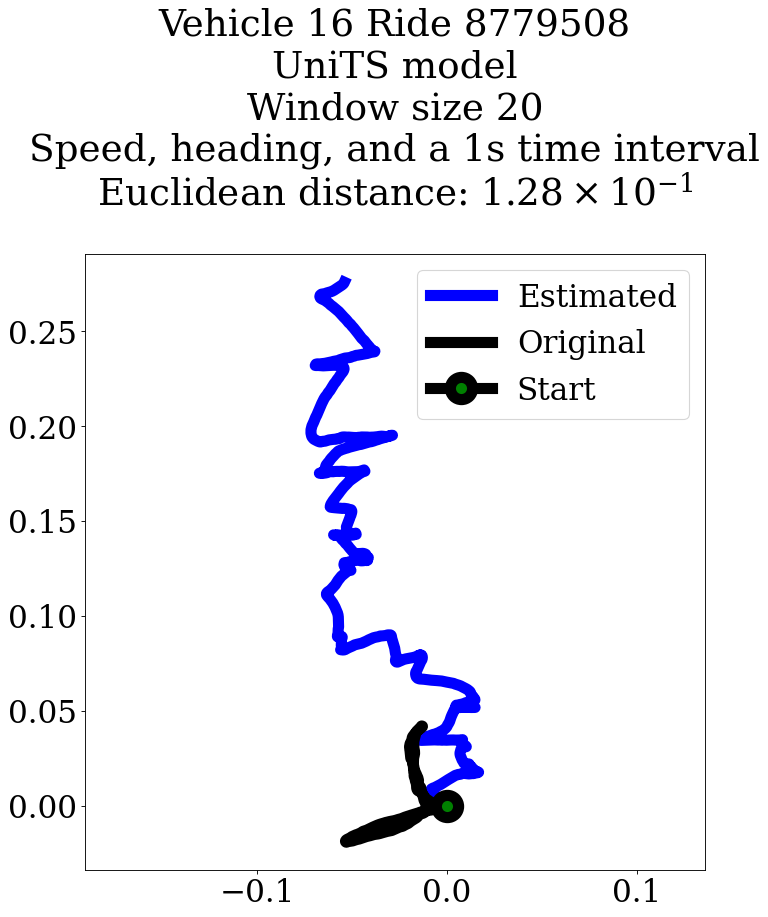 Vehicle 16 Ride 8779508
UniTS model
Window size 20
Speed, heading, and a 1s time interval
Euclidean distance: 1.28 × 10⁻¹
Estimated
Original
Start
0.25
0.20
0.15
0.10
0.05
0.00
−0.1
0.0
0.1